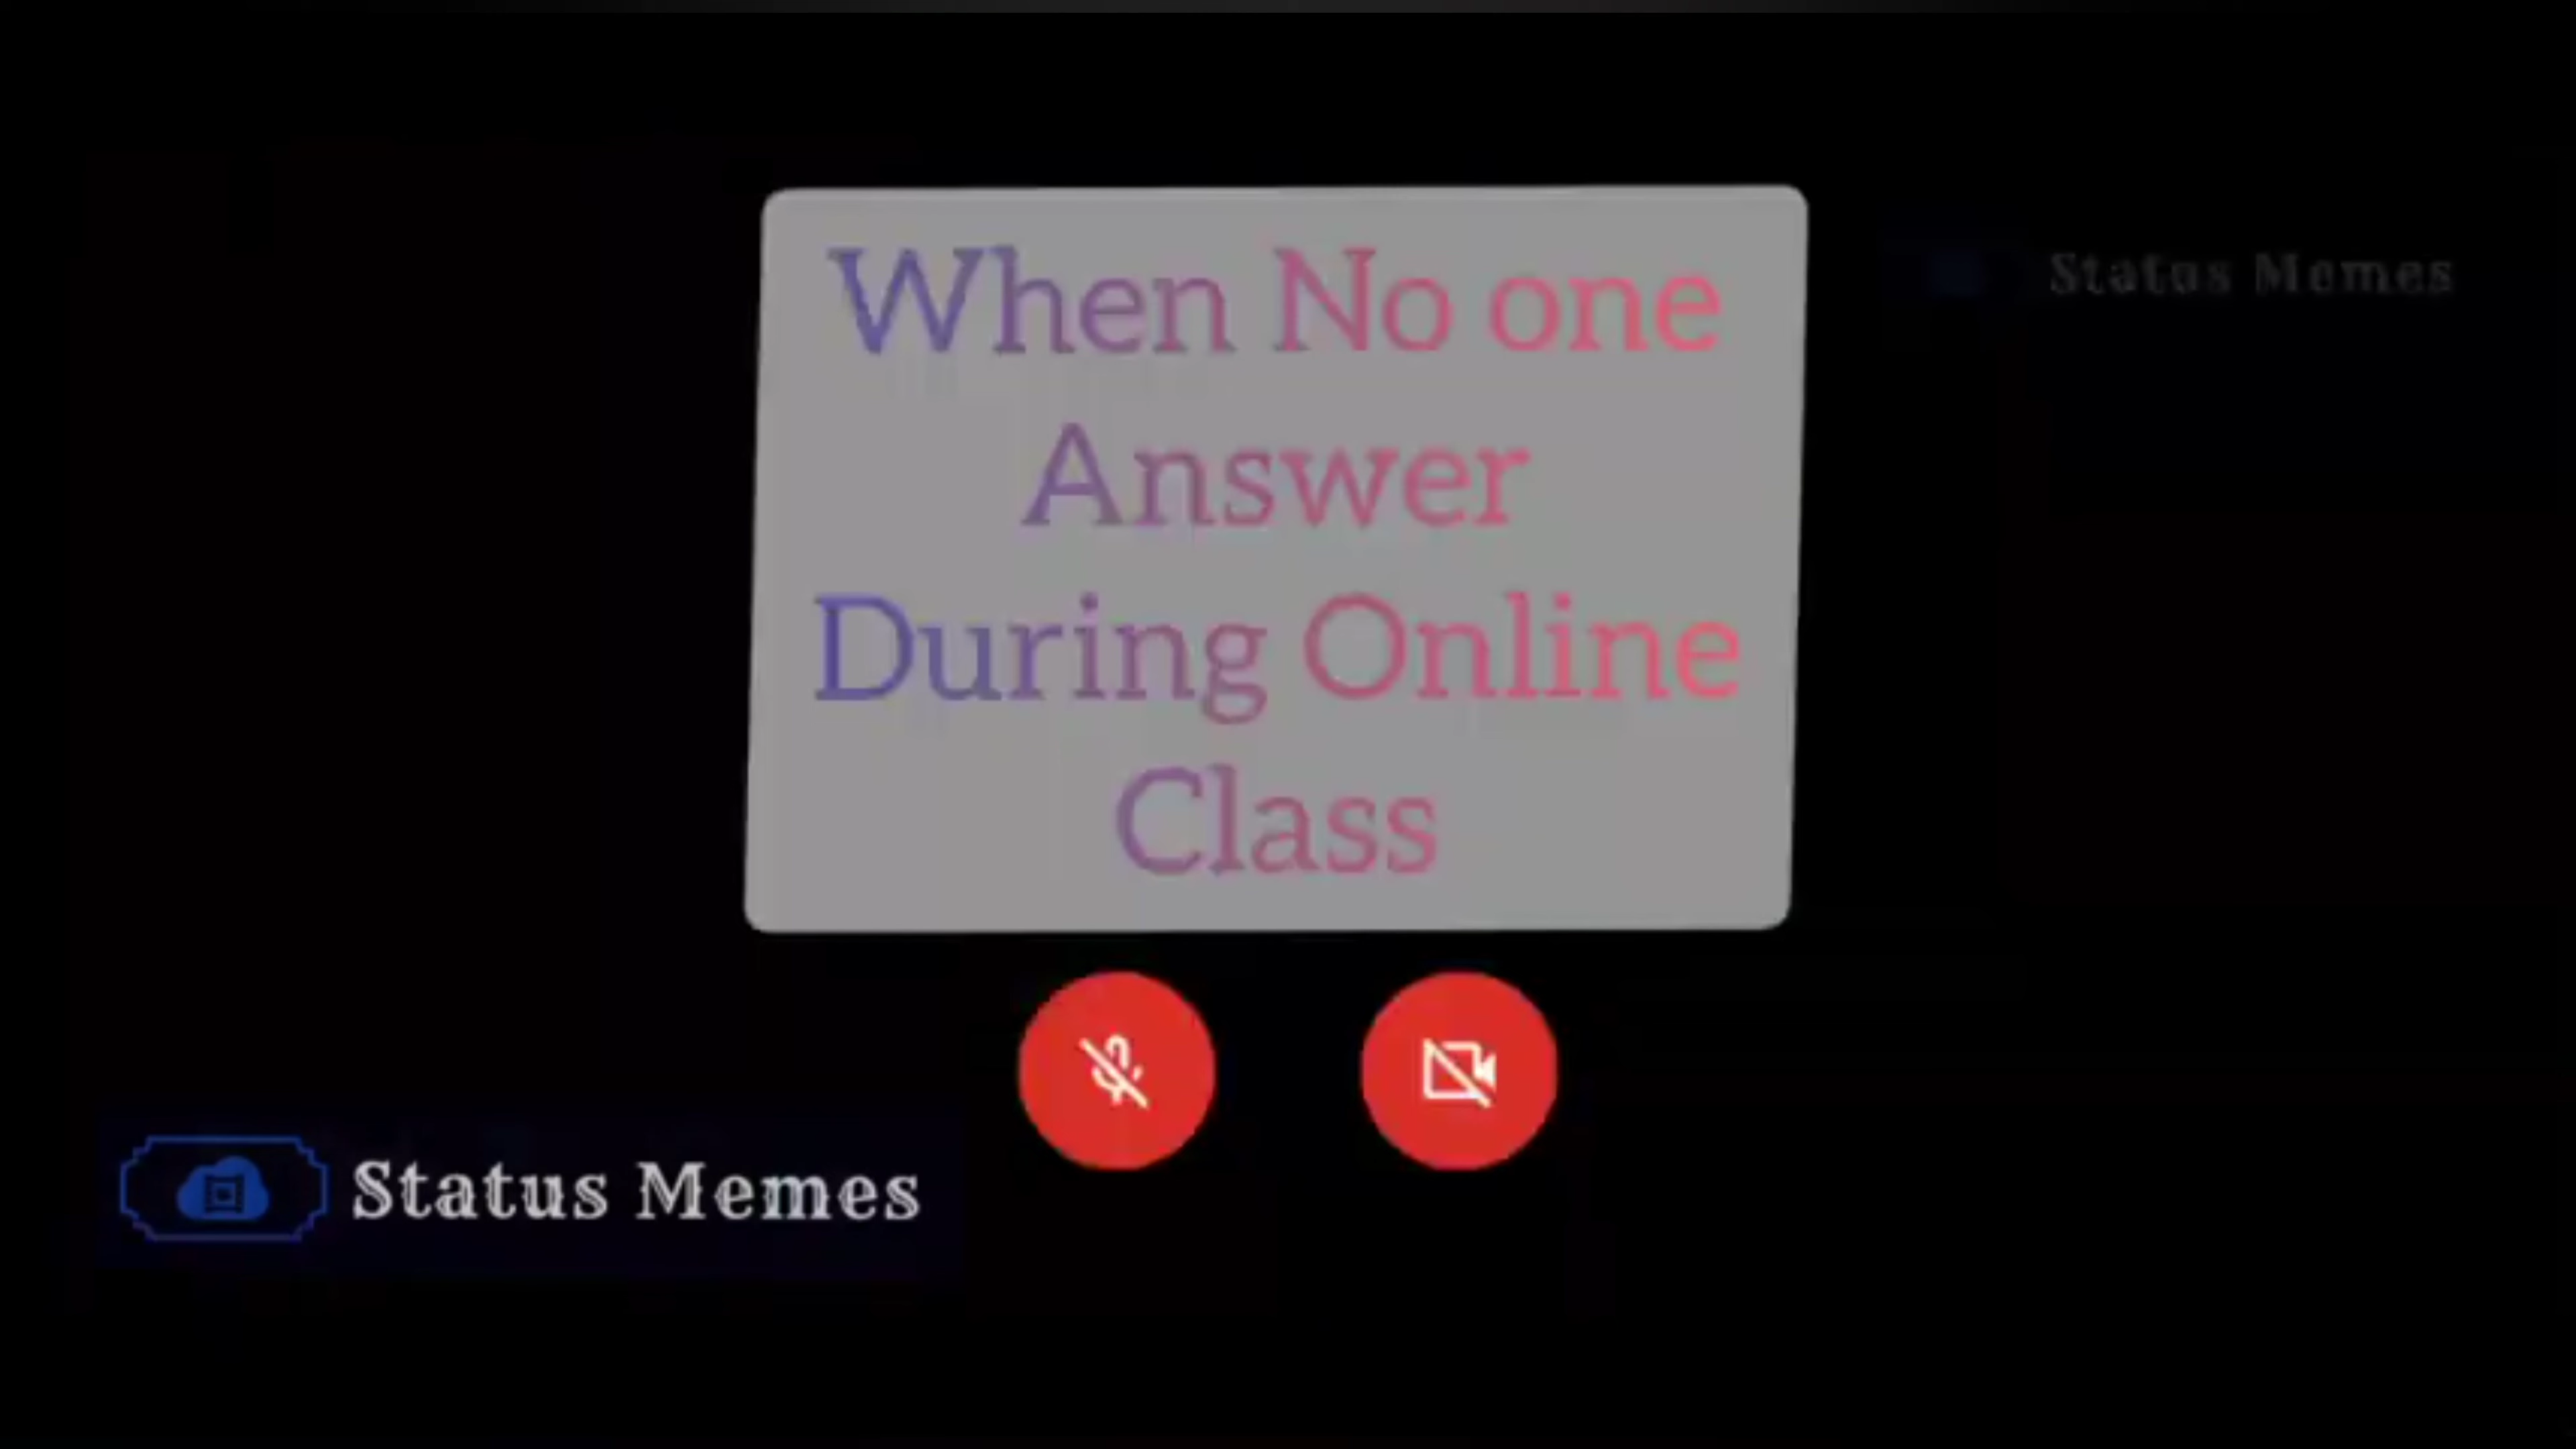 When No one
Answer
During Online
Class
Status Memes
Status Memes